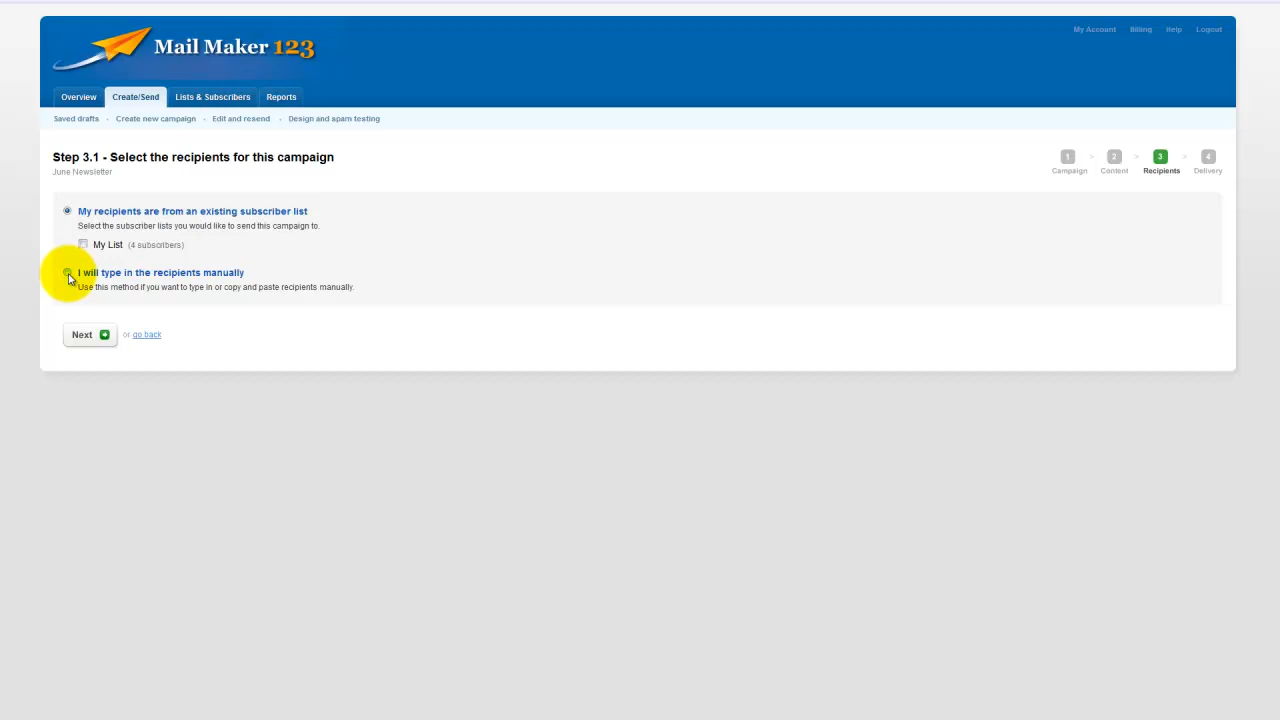 Mail Maker 123
My Account Billing Help Logout
Overview Create/Send Lists & Subscribers Reports
Saved drafts • Create new campaign • Edit and resend • Design and apam testing
Step 3.1 - Select the recipients for this campaign
June Newsletter
1 > 2 > 3 > 4
Campaign Content Recipients Delivery
My recipients are from an existing subscriber list
Select the subscriber lists you would like to send this campaign to.
My List (4 subscribers)
I will type in the recipients manually
Use this method if you want to type in or copy and paste recipients manually.
Next or go back